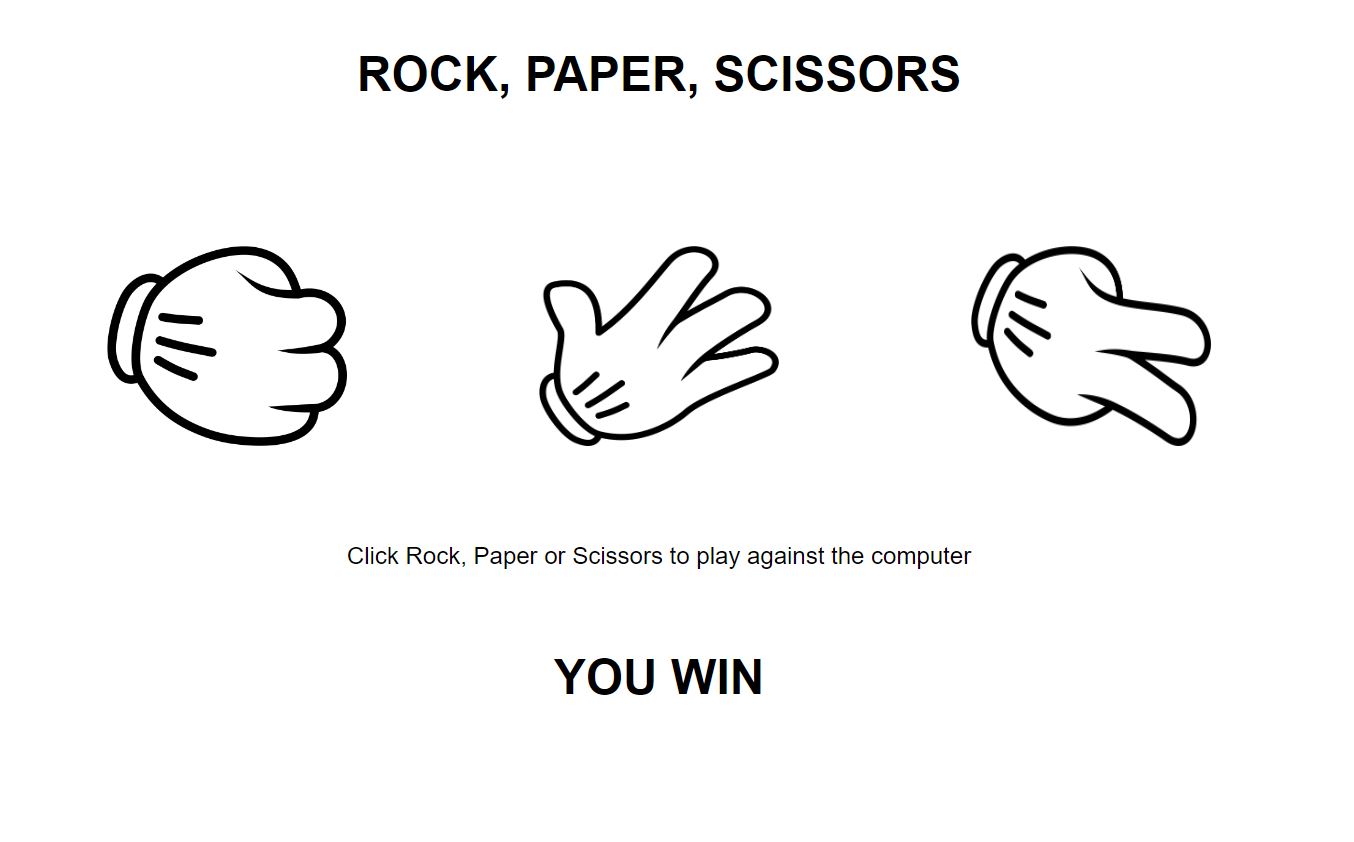 ROCK, PAPER, SCISSORS
Click Rock, Paper or Scissors to play against the computer
YOU WIN